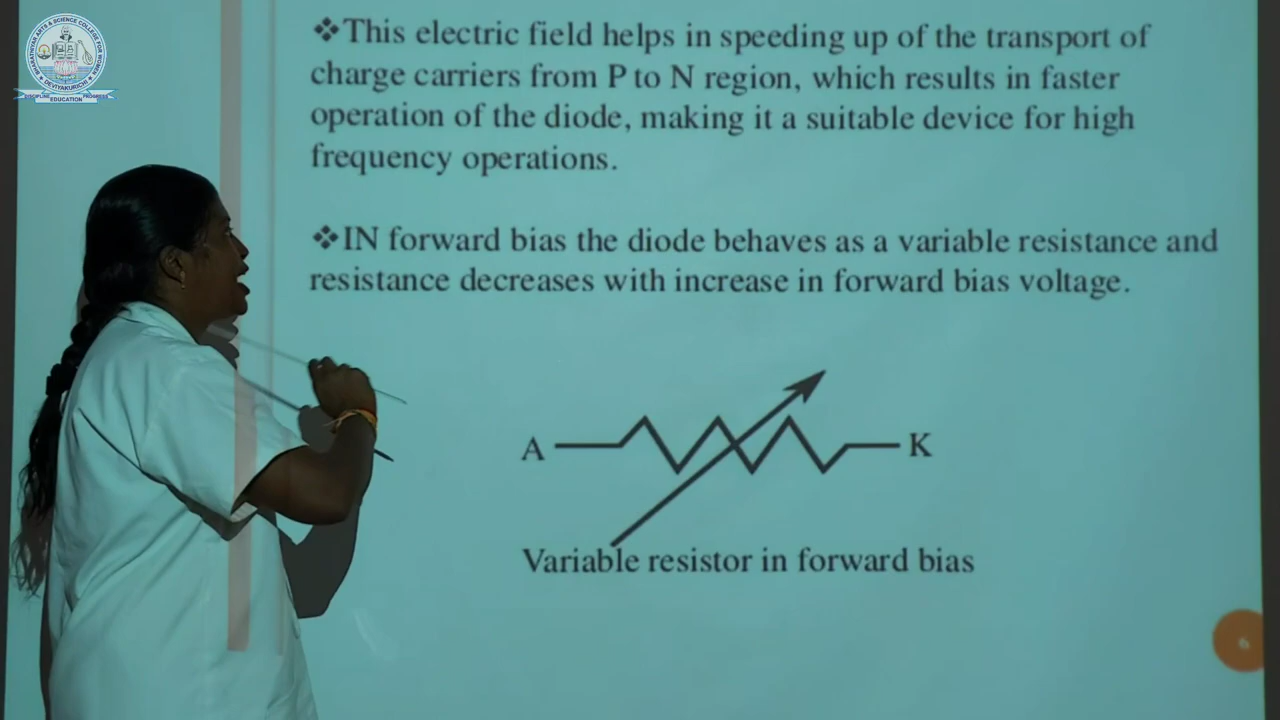 ❖This electric field helps in speeding up of the transport of
charge carriers from P to N region, which results in faster
operation of the diode, making it a suitable device for high
frequency operations.
❖IN forward bias the diode behaves as a variable resistance and
resistance decreases with increase in forward bias voltage.
A
K
Variable resistor in forward bias
EDUCATION